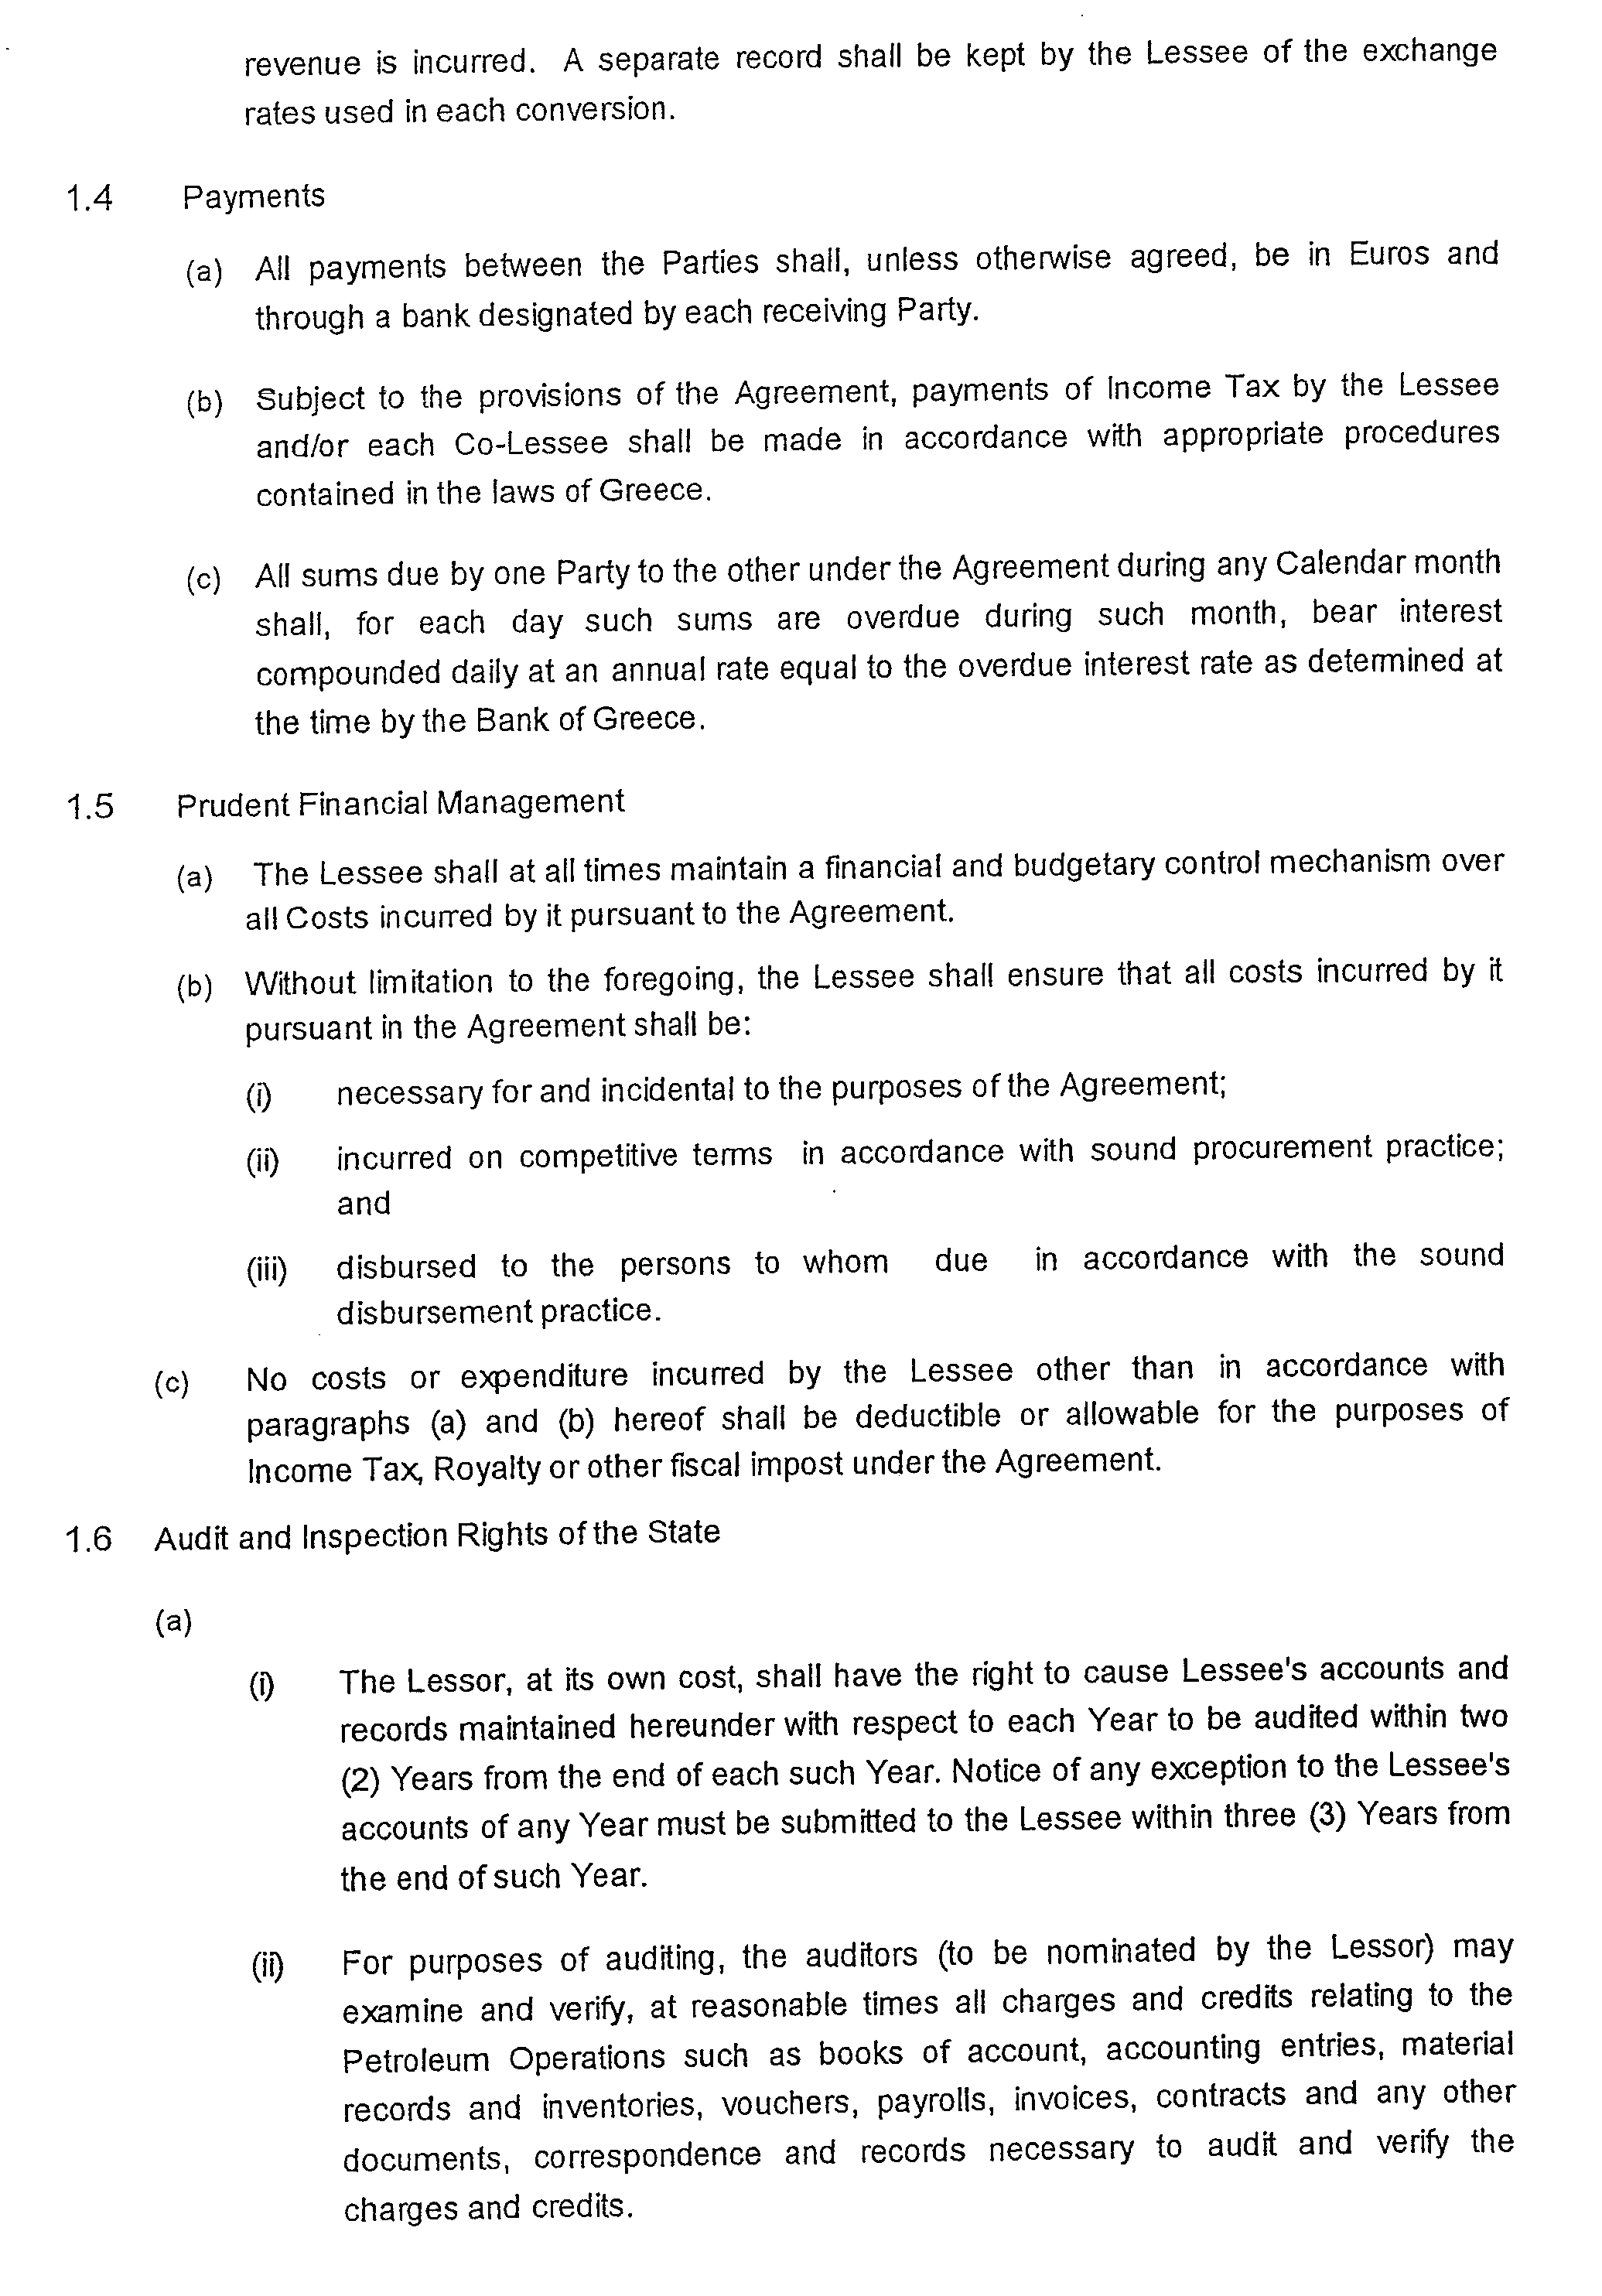 revenue is incurred. A separate record shall be kept by the Lessee of the exchange
rates used in each conversion.
1.4 Payments
(a) All payments between the Parties shall, unless otherwise agreed, be in Euros and
through a bank designated by each receiving Party.
(b) Subject to the provisions of the Agreement, payments of Income Tax by the Lessee
and/or each Co-Lessee shall be made in accordance with appropriate procedures
contained in the laws of Greece.
(c) All sums due by one Party to the other under the Agreement during any Calendar month
shall, for each day such sums are overdue during such month, bear interest
compounded daily at an annual rate equal to the overdue interest rate as determined at
the time by the Bank of Greece.
1.5 Prudent Financial Management
(a) The Lessee shall at all times maintain a financial and budgetary control mechanism over
all Costs incurred by it pursuant to the Agreement.
(b) Without limitation to the foregoing, the Lessee shall ensure that all costs incurred by it
pursuant in the Agreement shall be:
(i) necessary for and incidental to the purposes of the Agreement;
(ii) incurred on competitive terms in accordance with sound procurement practice;
and
(iii) disbursed to the persons to whom due in accordance with the sound
disbursement practice.
(c) No costs or expenditure incurred by the Lessee other than in accordance with
paragraphs (a) and (b) hereof shall be deductible or allowable for the purposes of
Income Tax, Royalty or other fiscal impost under the Agreement.
1.6 Audit and Inspection Rights of the State
(a)
(i) The Lessor, at its own cost, shall have the right to cause Lessee's accounts and
records maintained hereunder with respect to each Year to be audited within two
(2) Years from the end of each such Year. Notice of any exception to the Lessee's
accounts of any Year must be submitted to the Lessee within three (3) Years from
the end of such Year.
(ii) For purposes of auditing, the auditors (to be nominated by the Lessor) may
examine and verify, at reasonable times all charges and credits relating to the
Petroleum Operations such as books of account, accounting entries, material
records and inventories, vouchers, payrolls, invoices, contracts and any other
documents, correspondence and records necessary to audit and verify the
charges and credits.